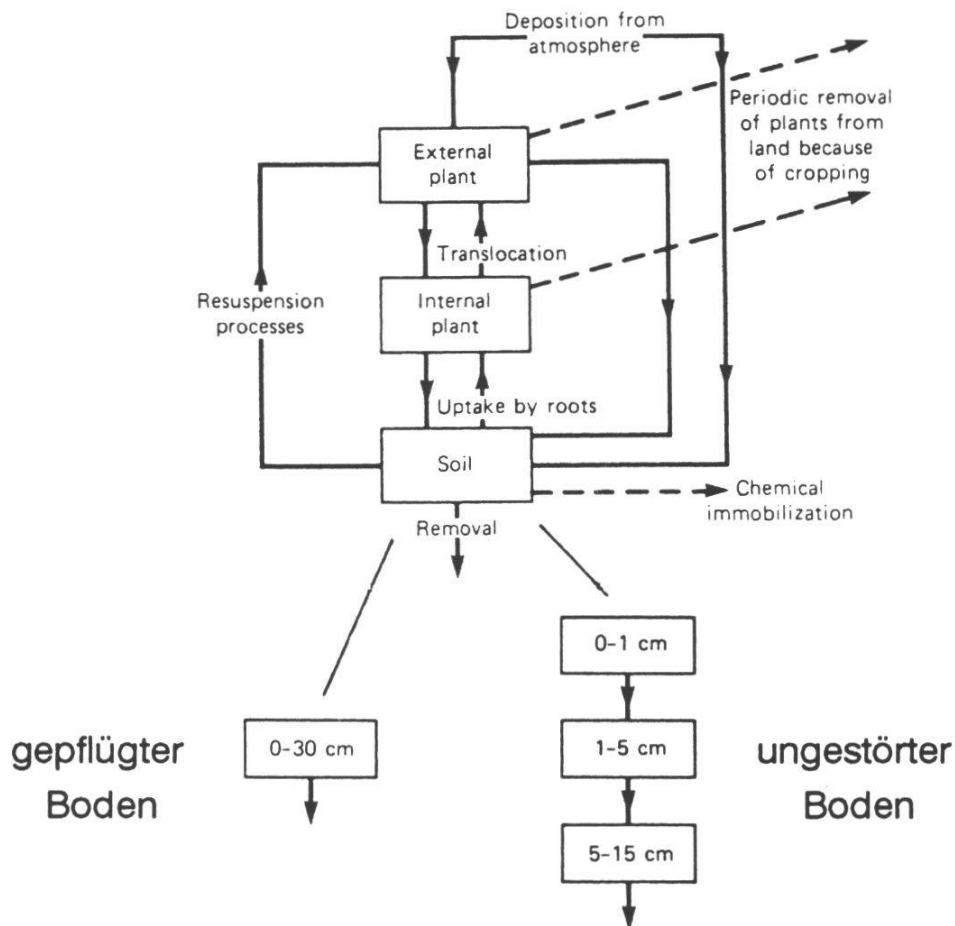 Deposition from
atmosphere
Periodic removal
of plants from
land because
of cropping
External
plant
Translocation
Internal
plant
Resuspension
processes
Uptake by roots
Soil
Chemical
immobilization
Removal
0-1 cm
gepflügter
Boden
0-30 cm
1-5 cm
ungestörter
Boden
5-15 cm